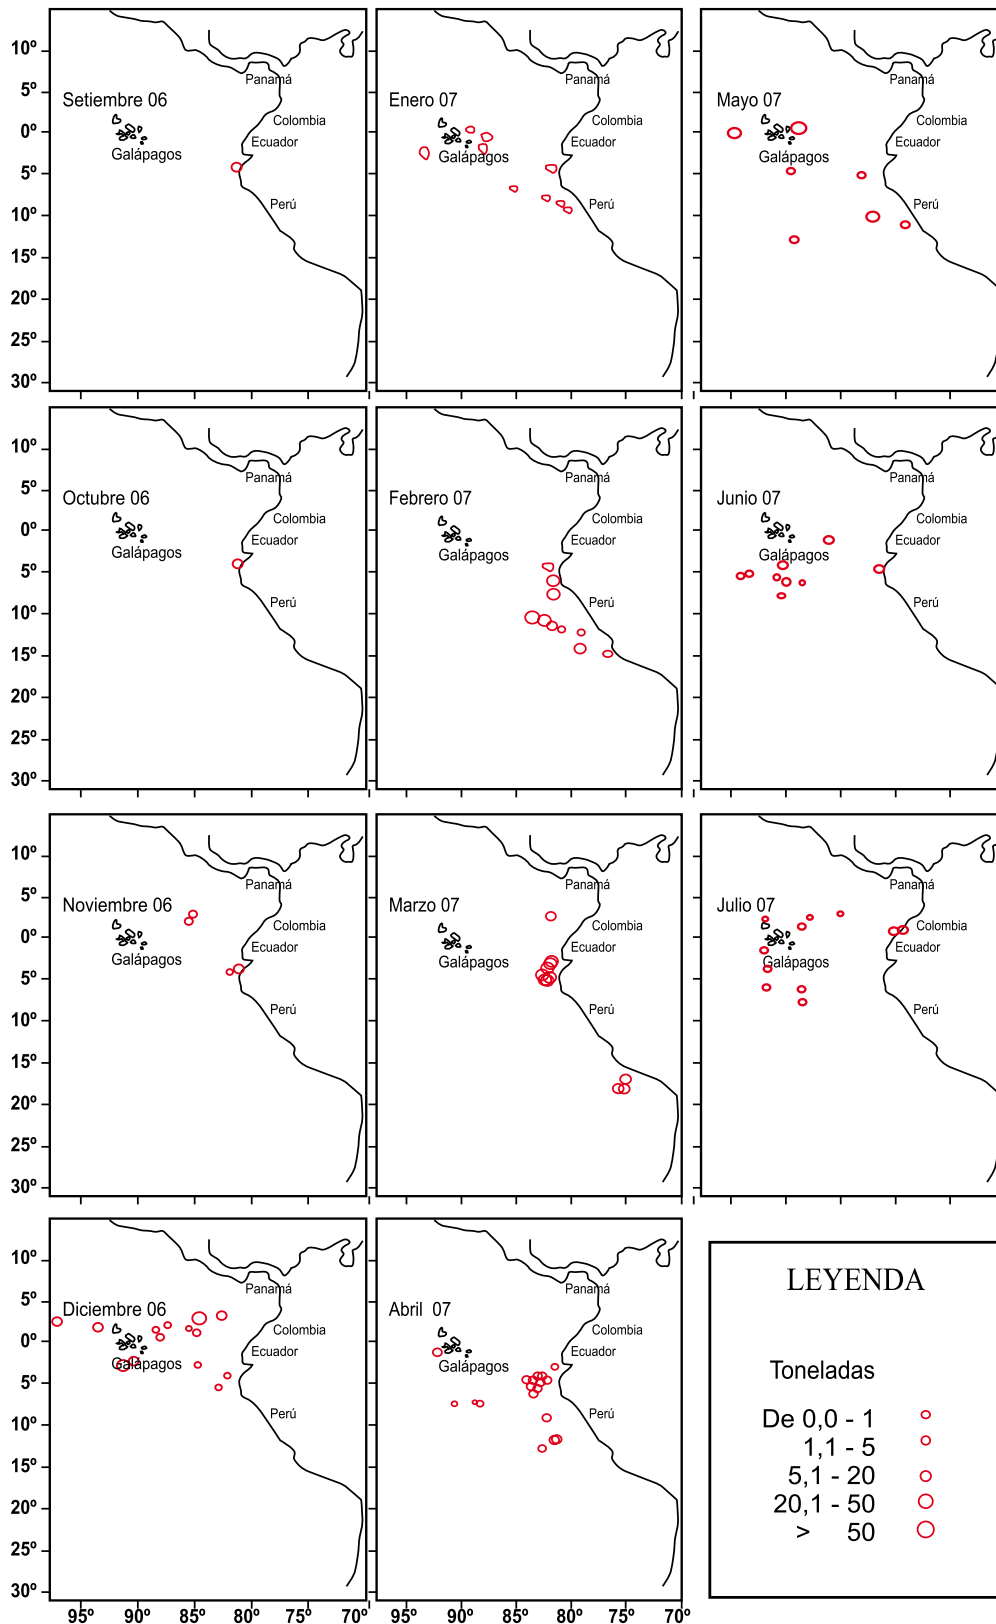 Setiembre 06
Panamá
Colombia
Ecuador
Galápagos
Perú
10º
5º
0º
5º
10º
15º
20º
25º
30º
Enero 07
Panamá
Colombia
Ecuador
Galápagos
Perú
Mayo 07
Panamá
Colombia
Ecuador
Galápagos
Perú
Octubre 06
Panamá
Colombia
Ecuador
Galápagos
Perú
10º
5º
0º
5º
10º
15º
20º
25º
30º
Febrero 07
Panamá
Colombia
Ecuador
Galápagos
Perú
Junio 07
Panamá
Colombia
Ecuador
Galápagos
Perú
Noviembre 06
Panamá
Colombia
Ecuador
Galápagos
Perú
10º
5º
0º
5º
10º
15º
20º
25º
30º
Marzo 07
Panamá
Colombia
Ecuador
Galápagos
Perú
Julio 07
Panamá
Colombia
Ecuador
Galápagos
Perú
Diciembre 06
Panamá
Colombia
Ecuador
Galápagos
Perú
10º
5º
0º
5º
10º
15º
20º
25º
30º
95º 90º 85º 80º 75º 70º
Abril 07
Panamá
Colombia
Ecuador
Galápagos
Perú
95º 90º 85º 80º 75º 70º
LEYENDA
Toneladas
De 0,0 - 1
1,1 - 5
5,1 - 20
20,1 - 50
> 50